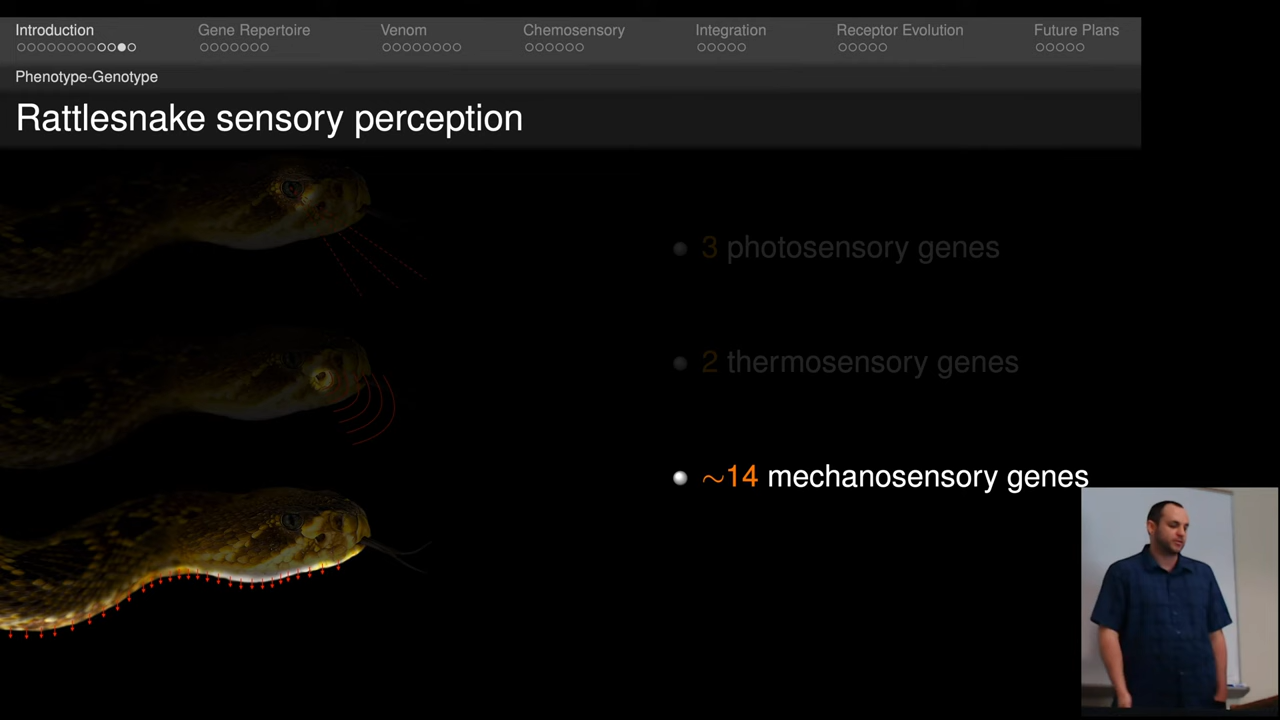 Introduction
Gene Repertoire
Venom
Chemosensory
Integration
Receptor Evolution
Future Plans
Phenotype-Genotype
Rattlesnake sensory perception
3 photosensory genes
2 thermosensory genes
~14 mechanosensory genes